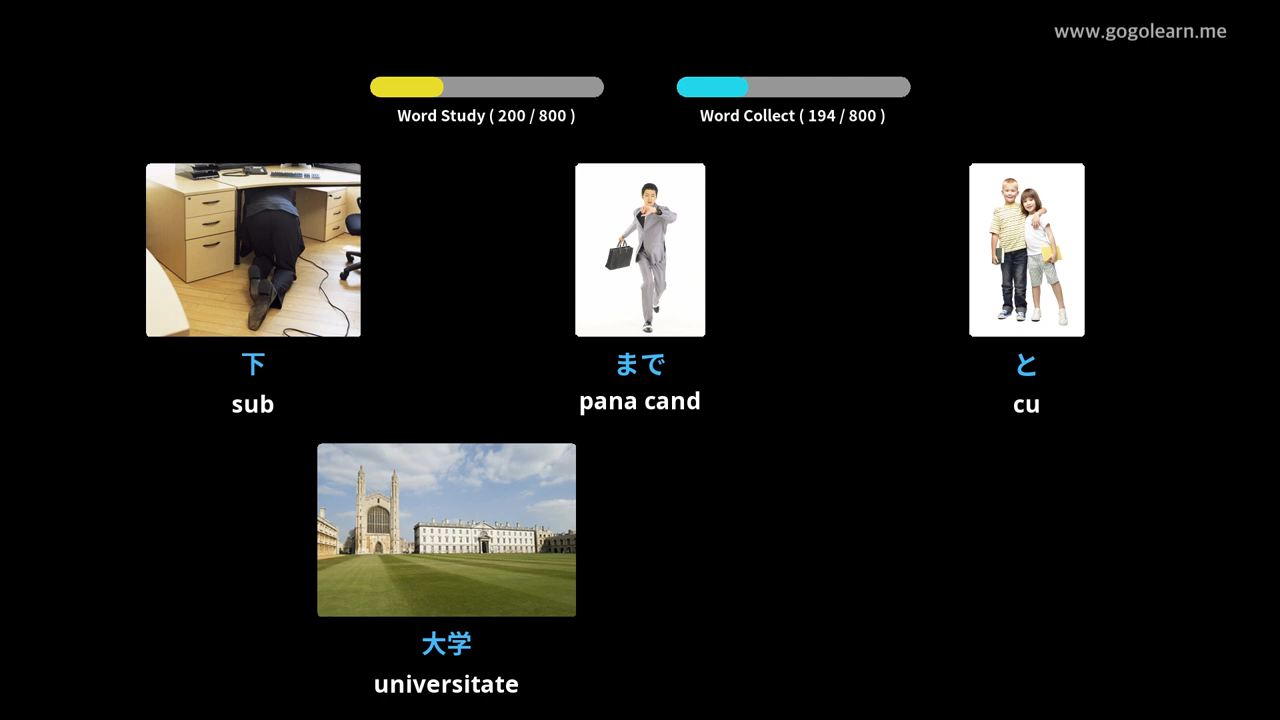 www.gogolearn.me
Word Study ( 200 / 800 )
Word Collect ( 194 / 800 )
下
sub
まで
pana cand
と
cu
大学
universitate